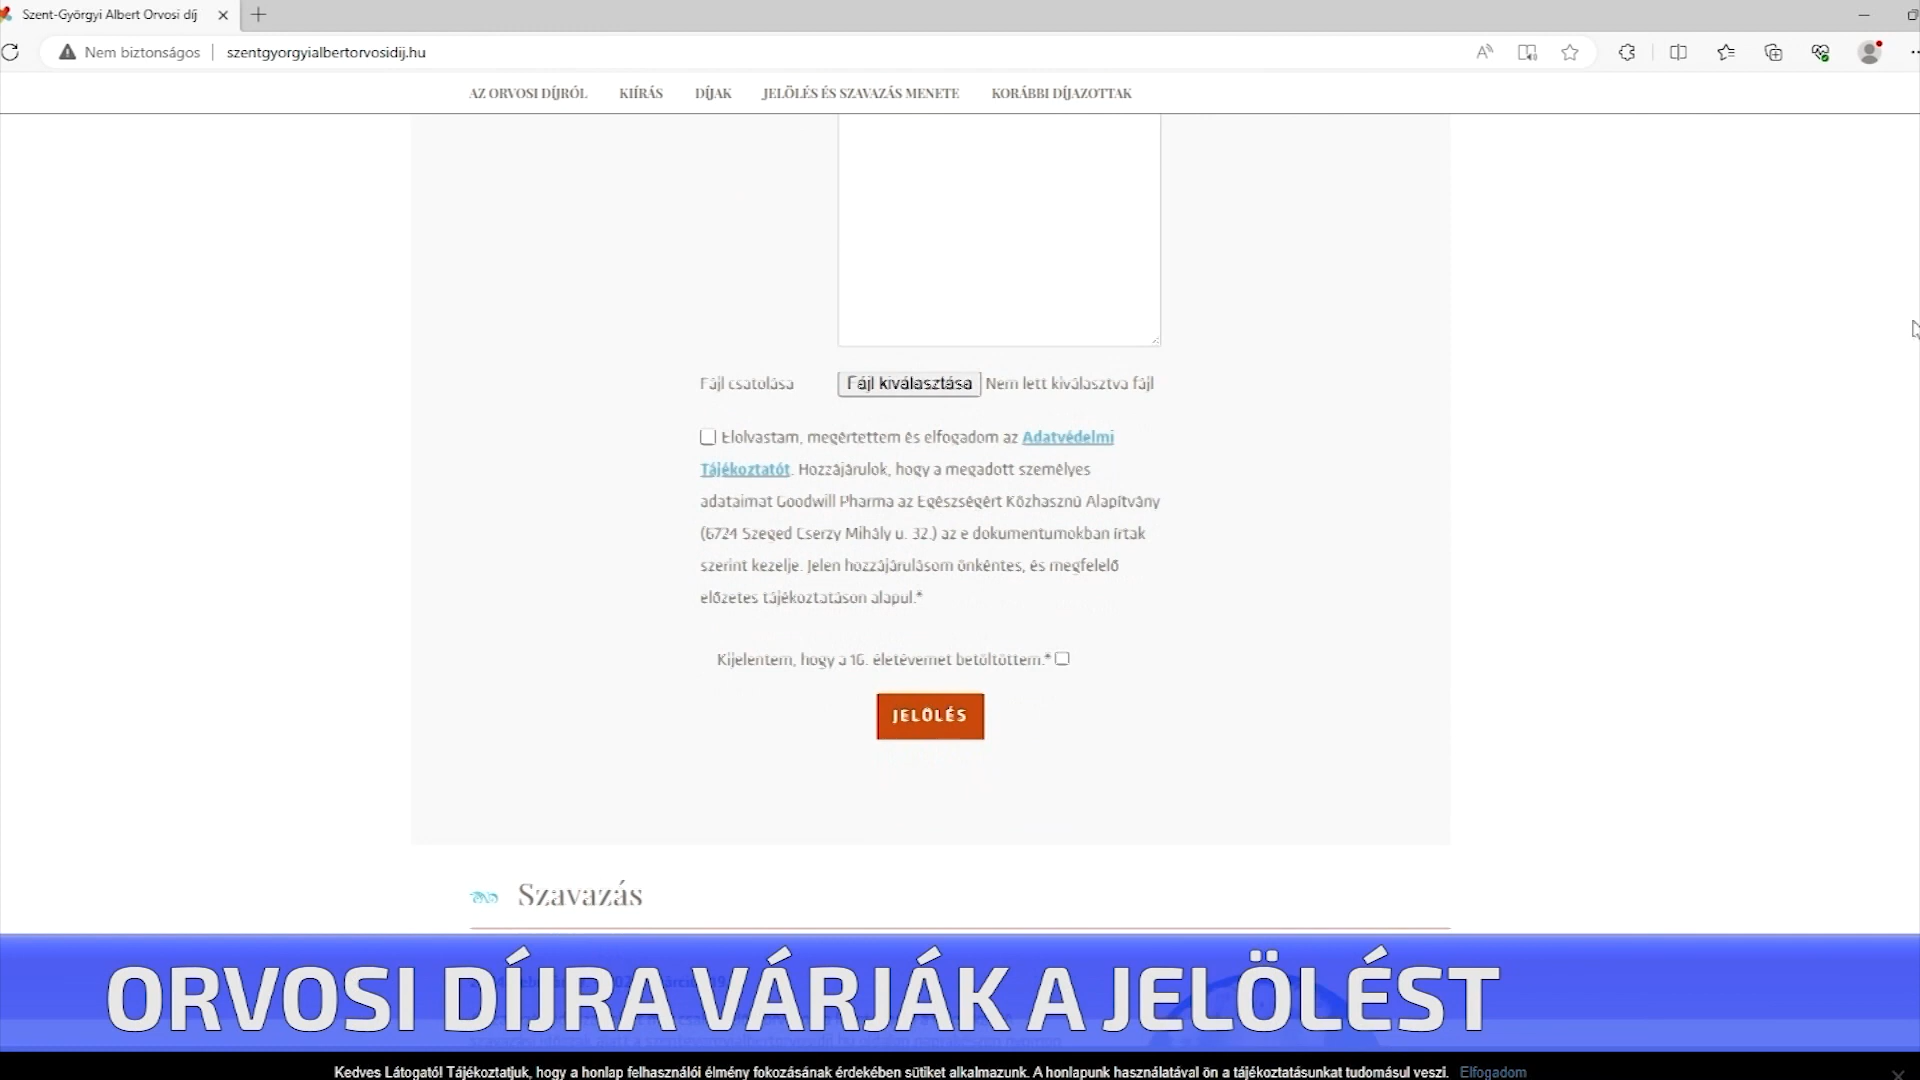 Szent-Györgyi Albert Orvosi díj
Nem biztonságos | szentgyorgyialbertorvosidij.hu
AZ ORVOSI DÍJRÓL KIÍRÁS DÍJAK JELÖLÉS ÉS SZAVAZÁS MENETE KORÁBBI DÍJAZOTTAK
Fájl csatolása Fájl kiválasztása Nem lett kiválasztva fájl
Elolvastam, megértettem és elfogadom az Adatvédelmi
Tájékoztatót. Hozzájárulok, hogy a megadott személyes
adataimat Goodwill Pharma az Egészségért Közhasznú Alapítvány
(6724 Szeged Cserzy Mihály u. 32.) az e dokumentumokban írtak
szerint kezelje. Jelen hozzájárulásom önkéntes, és megfelelő
előzetes tájékoztatáson alapul.*
Kijelentem, hogy a 16. életévemet betöltöttem.*
JELÖLÉS
Szavazás
ORVOSI DÍJRA VÁRJÁK A JELÖLÉST
Kedves Látogató! Tájékoztatjuk, hogy a honlap felhasználói élmény fokozásának érdekében sütiket alkalmazunk. A honlapunk használatával ön a tájékoztatásunkat tudomásul veszi. Elfogadom